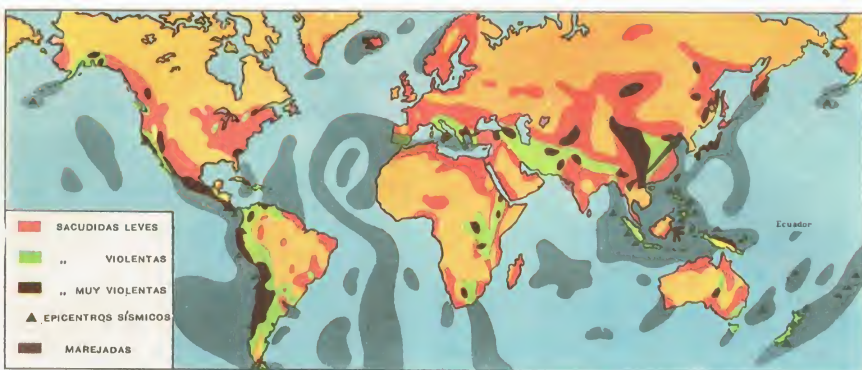 Ecuador
SACUDIDAS LEVES
,, VIOLENTAS
,, MUY VIOLENTAS
EPICENTROS SÍSMICOS
MAREJADAS